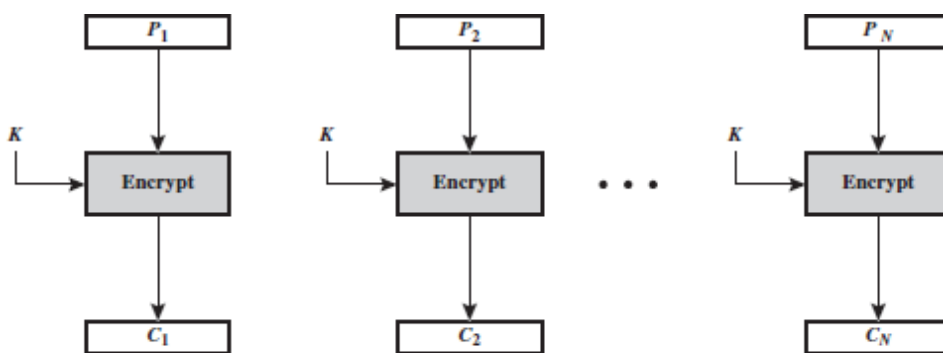 P1 P2 PN
K K K
Encrypt Encrypt • • • Encrypt
C1 C2 CN